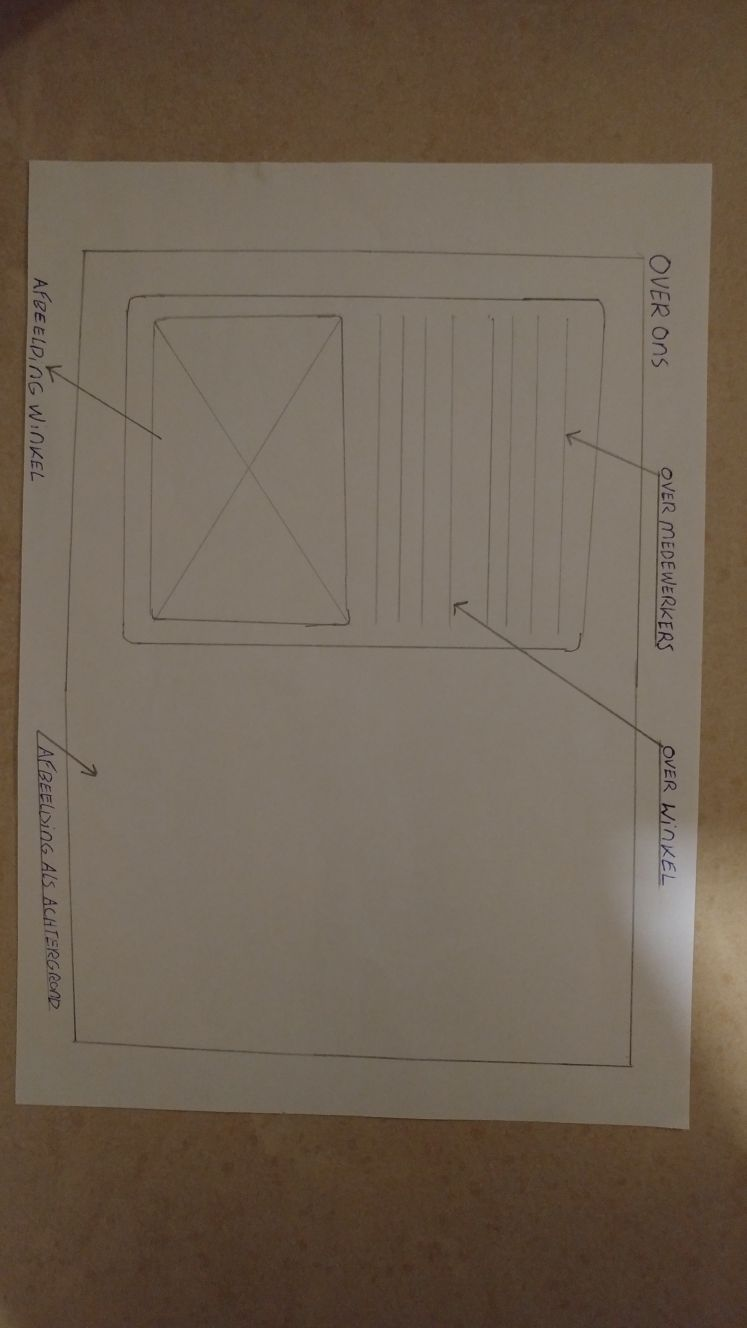 OVER ONS
OVER MEDEWERKERS
OVER WINKEL
AFBEELDING WINKEL
AFBEELDING ALS ACHTERGROND